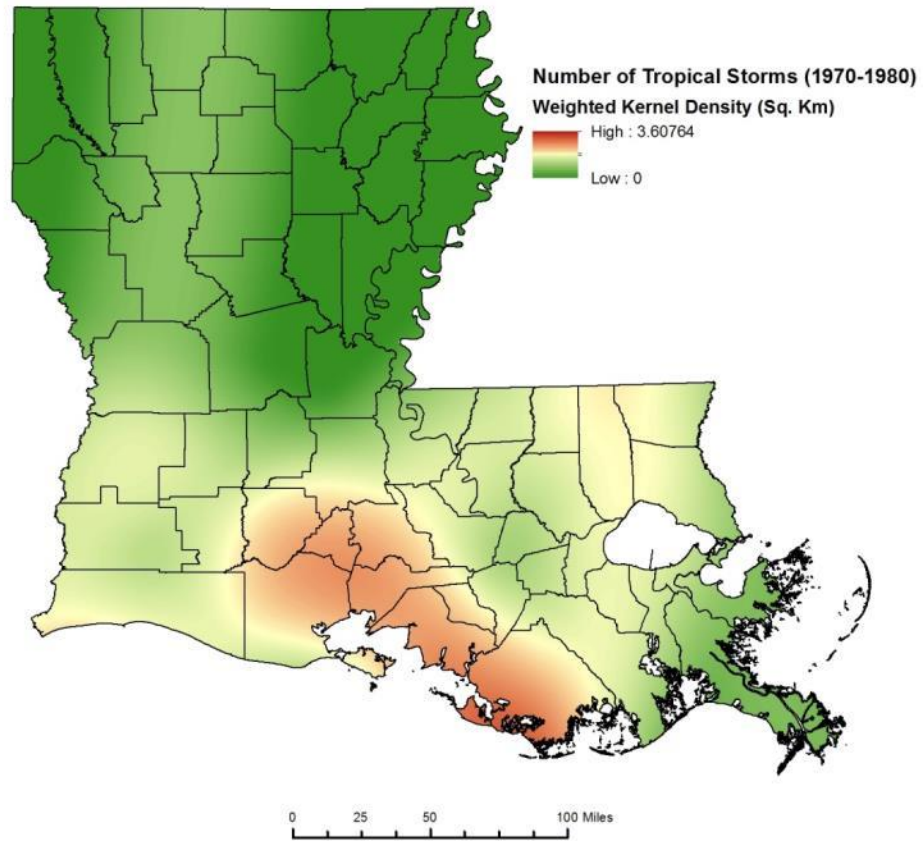 Number of Tropical Storms (1970-1980)
Weighted Kernel Density (Sq. Km)
High : 3.60764
Low : 0
0 25 50 100 Miles